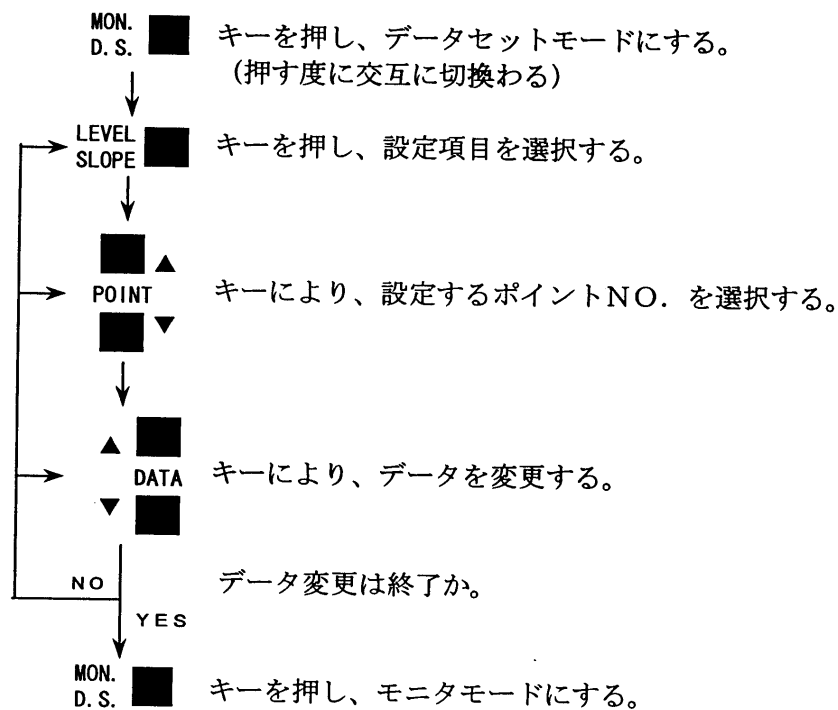 MON.
D.S. キーを押し、データセットモードにする。
(押す度に交互に切換わる)
LEVEL
SLOPE キーを押し、設定項目を選択する。
▲
POINT キーにより、設定するポイントNO. を選択する。
▼
▲
DATA キーにより、データを変更する。
▼
NO データ変更は終了か。
YES
MON.
D.S. キーを押し、モニタモードにする。